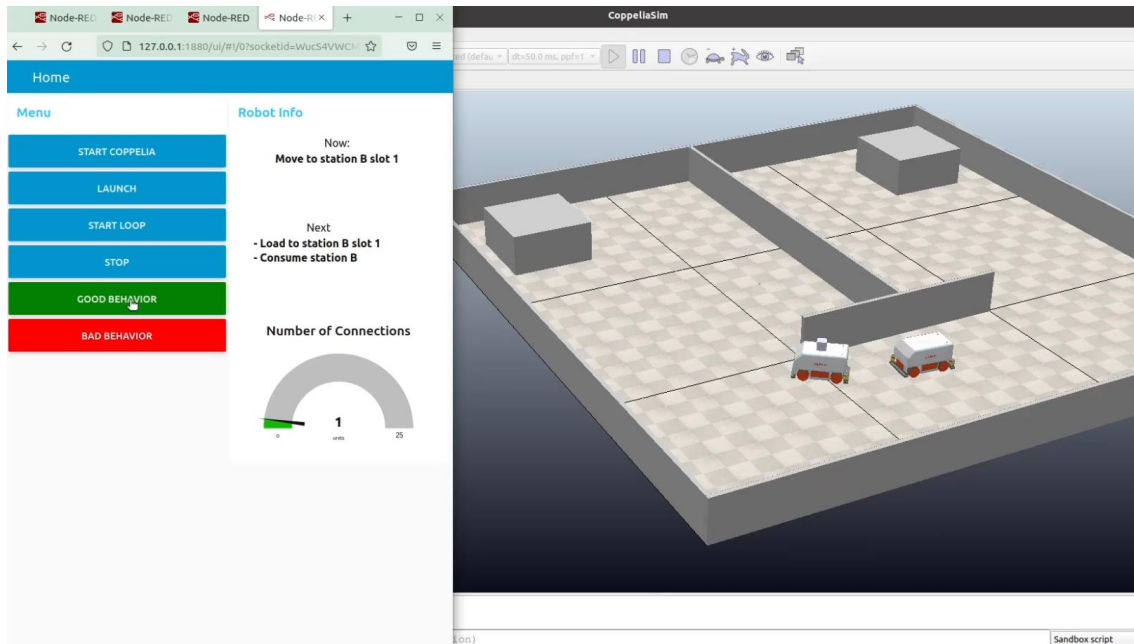 Node-RED
Node-RED
Node-RED
Node-RE
CoppeliaSim
127.0.0.1:1880/ui/#!/0?socketid=WucS4VWCM
dt=50.0 ms, ppf=1
Home
Menu
Robot Info
START COPPELIA
LAUNCH
START LOOP
STOP
GOOD BEHAVIOR
BAD BEHAVIOR
Now:
Move to station B slot 1
Next
- Load to station B slot 1
- Consume station B
Number of Connections
1
units
0
25
Sandbox script